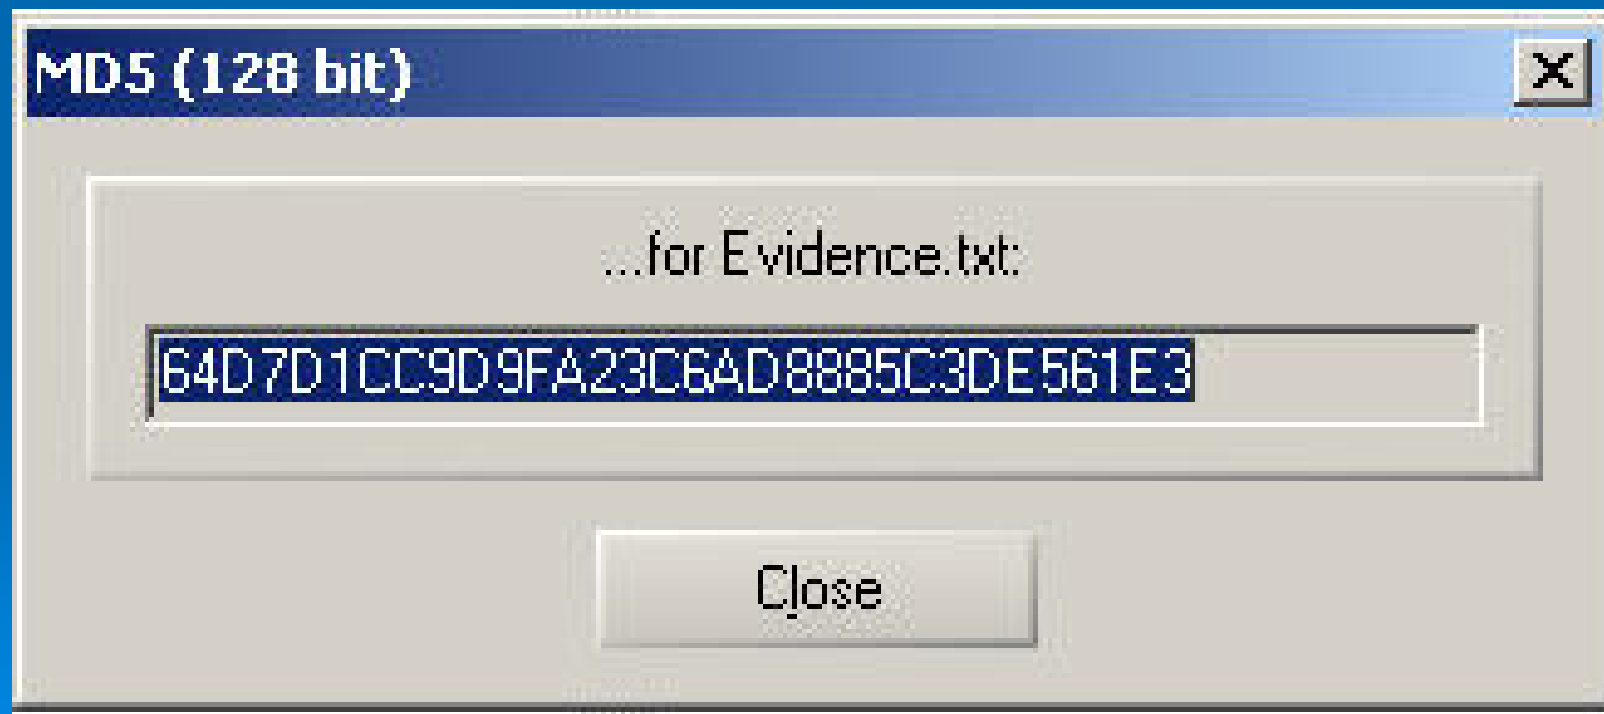 MD5 (128 bit)
...for Evidence.txt:
64D7D1CC9D9FA23C6AD8885C3DE561E3
Close